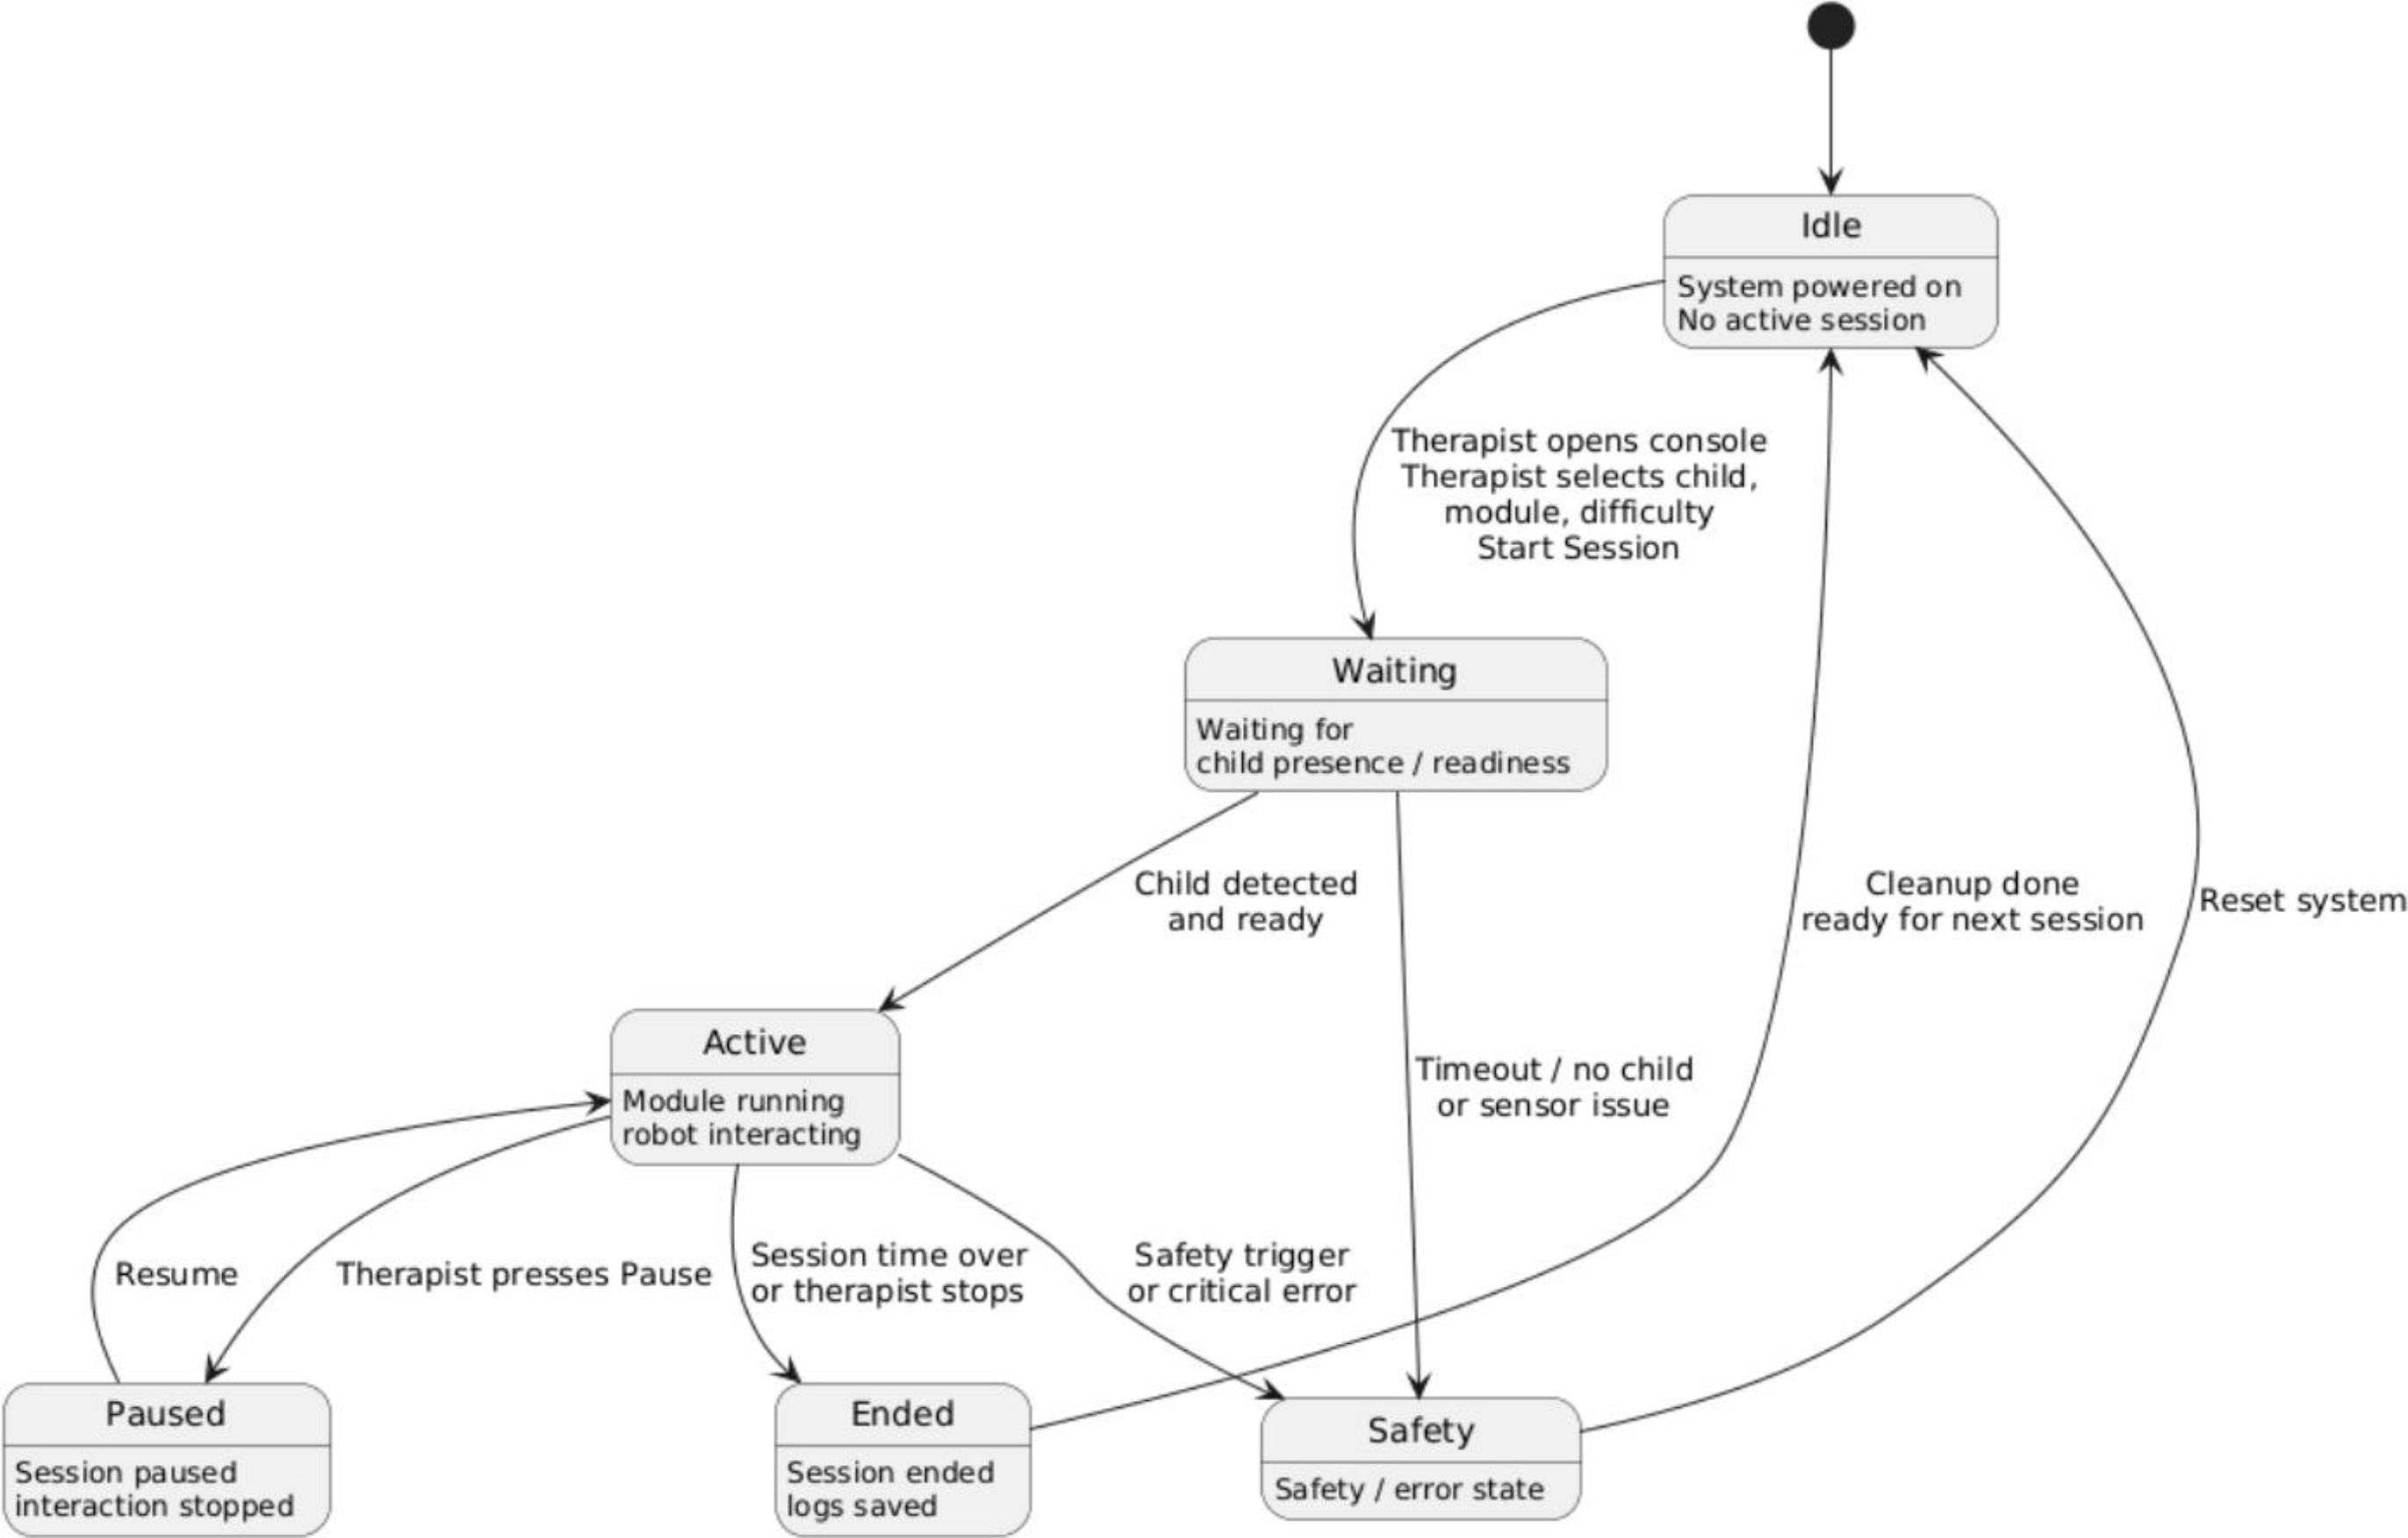 Idle
System powered on
No active session
Therapist opens console
Therapist selects child,
module, difficulty
Start Session
Waiting
Waiting for
child presence / readiness
Child detected
and ready
Cleanup done
ready for next session
Reset system
Active
Module running
robot interacting
Timeout / no child
or sensor issue
Resume
Therapist presses Pause
Session time over
or therapist stops
Safety trigger
or critical error
Paused
Session paused
interaction stopped
Ended
Session ended
logs saved
Safety
Safety / error state